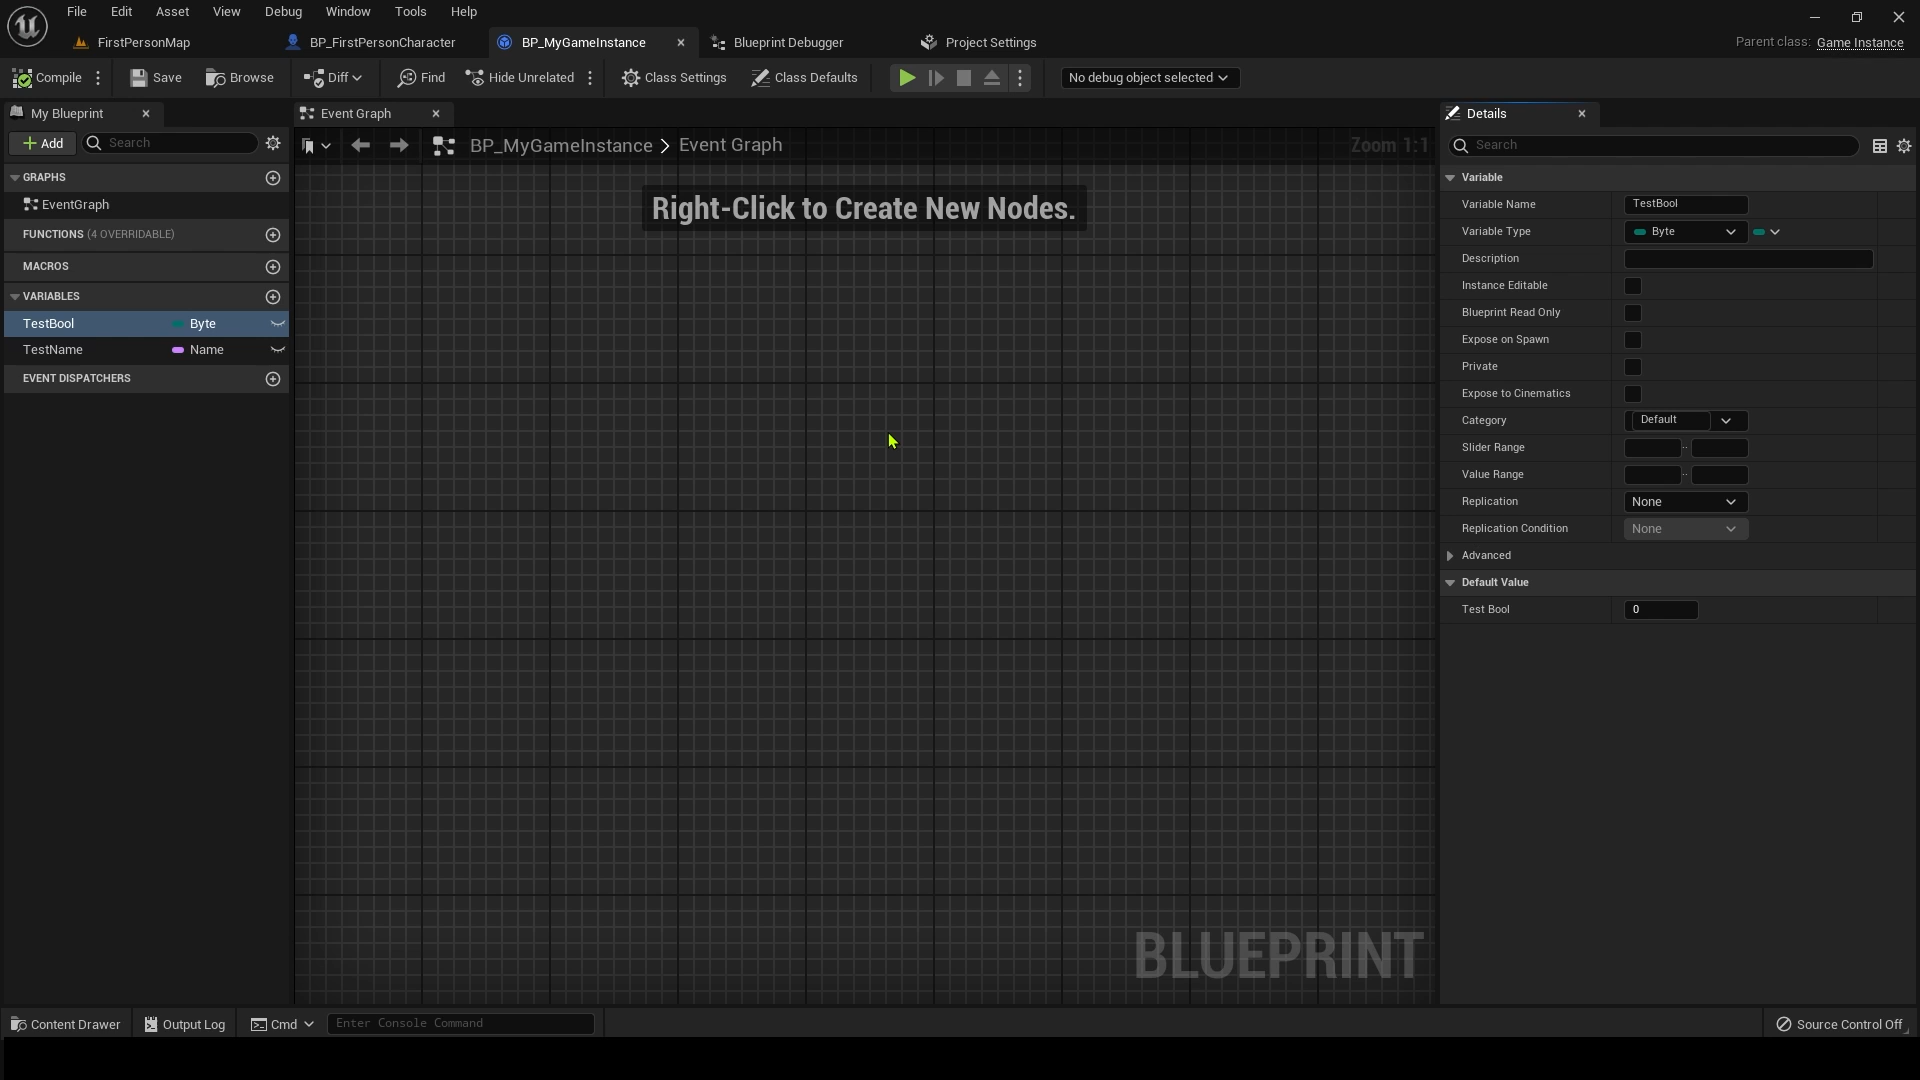 File Edit Asset View Debug Window Tools Help
FirstPersonMap BP_FirstPersonCharacter BP_MyGameInstance Blueprint Debugger Project Settings Parent class: Game Instance
Compile Save Browse Diff Find Hide Unrelated Class Settings Class Defaults No debug object selected
My Blueprint
Add Search
GRAPHS
EventGraph
FUNCTIONS (4 OVERRIDABLE)
MACROS
VARIABLES
TestBool Byte
TestName Name
EVENT DISPATCHERS
Event Graph
BP_MyGameInstance > Event Graph Zoom 1:1
Right-Click to Create New Nodes.
BLUEPRINT
Details
Search
Variable
Variable Name TestBool
Variable Type Byte
Description
Instance Editable
Blueprint Read Only
Expose on Spawn
Private
Expose to Cinematics
Category Default
Slider Range ..
Value Range ..
Replication None
Replication Condition None
Advanced
Default Value
Test Bool 0
Content Drawer Output Log Cmd Enter Console Command Source Control Off